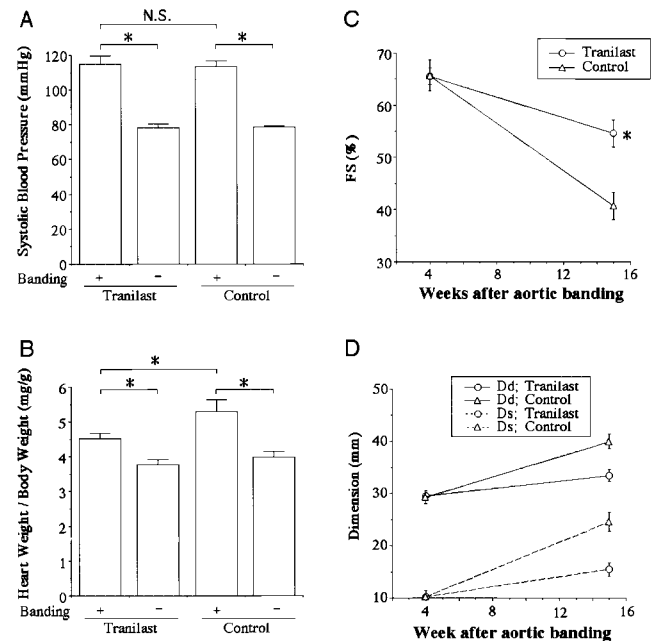 A
N.S.
*
*
Systolic Blood Pressure (mmHg)
120
100
80
60
40
20
0
Banding + − + −
Tranilast Control
B
*
*
*
Heart Weight / Body Weight (mg/g)
6
5
4
3
2
1
0
Banding + − + −
Tranilast Control
C
Tranilast
Control
FS (%)
70
60
50
40
30
*
4 8 12 16
Weeks after aortic banding
D
Dd; Tranilast
Dd; Control
Ds; Tranilast
Ds; Control
Dimension (mm)
50
40
30
20
10
4 8 12 16
Week after aortic banding